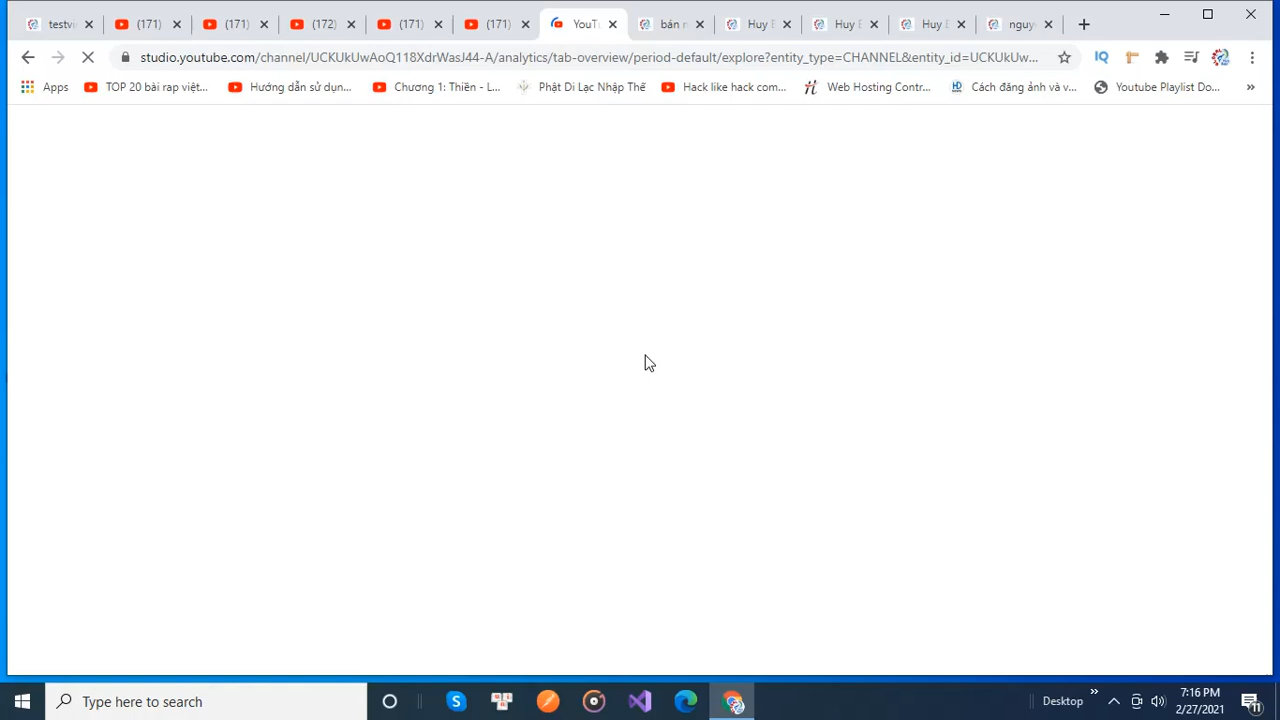 testvi
(171)
(171)
(172)
(171)
(171)
YouTu
bán n
Huy E
Huy E
Huy E
nguy
studio.youtube.com/channel/UCKUkUwAoQ118XdrWasJ44-A/analytics/tab-overview/period-default/explore?entity_type=CHANNEL&entity_id=UCKUkUw...
Apps
TOP 20 bài rap việt...
Hướng dẫn sử dụn...
Chương 1: Thiền - L...
Phật Di Lạc Nhập Thế
Hack like hack com...
Web Hosting Contr...
Cách đăng ảnh và v...
Youtube Playlist Do...
»
Type here to search
Desktop
7:16 PM
2/27/2021
11